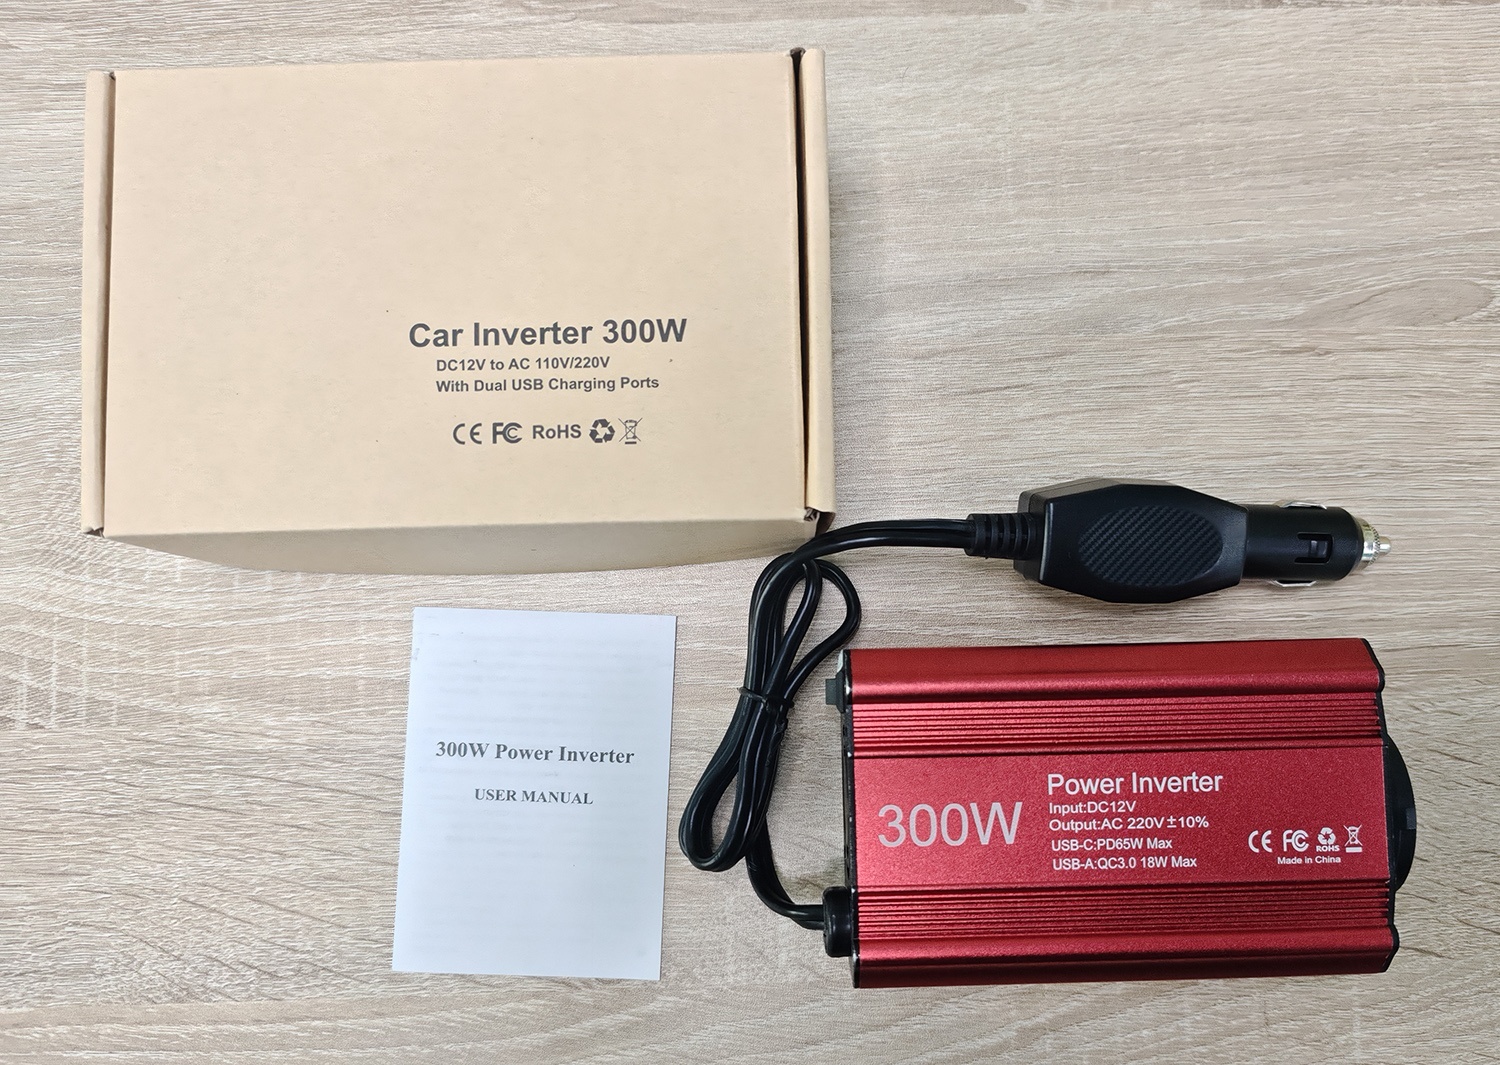 Car Inverter 300W
DC12V to AC 110V/220V
With Dual USB Charging Ports
CE FC RoHS
300W Power Inverter
USER MANUAL
300W
Power Inverter
Input:DC12V
Output:AC 220V±10%
USB-C:PD65W Max
USB-A:QC3.0 18W Max
CE FC ROHS
Made in China